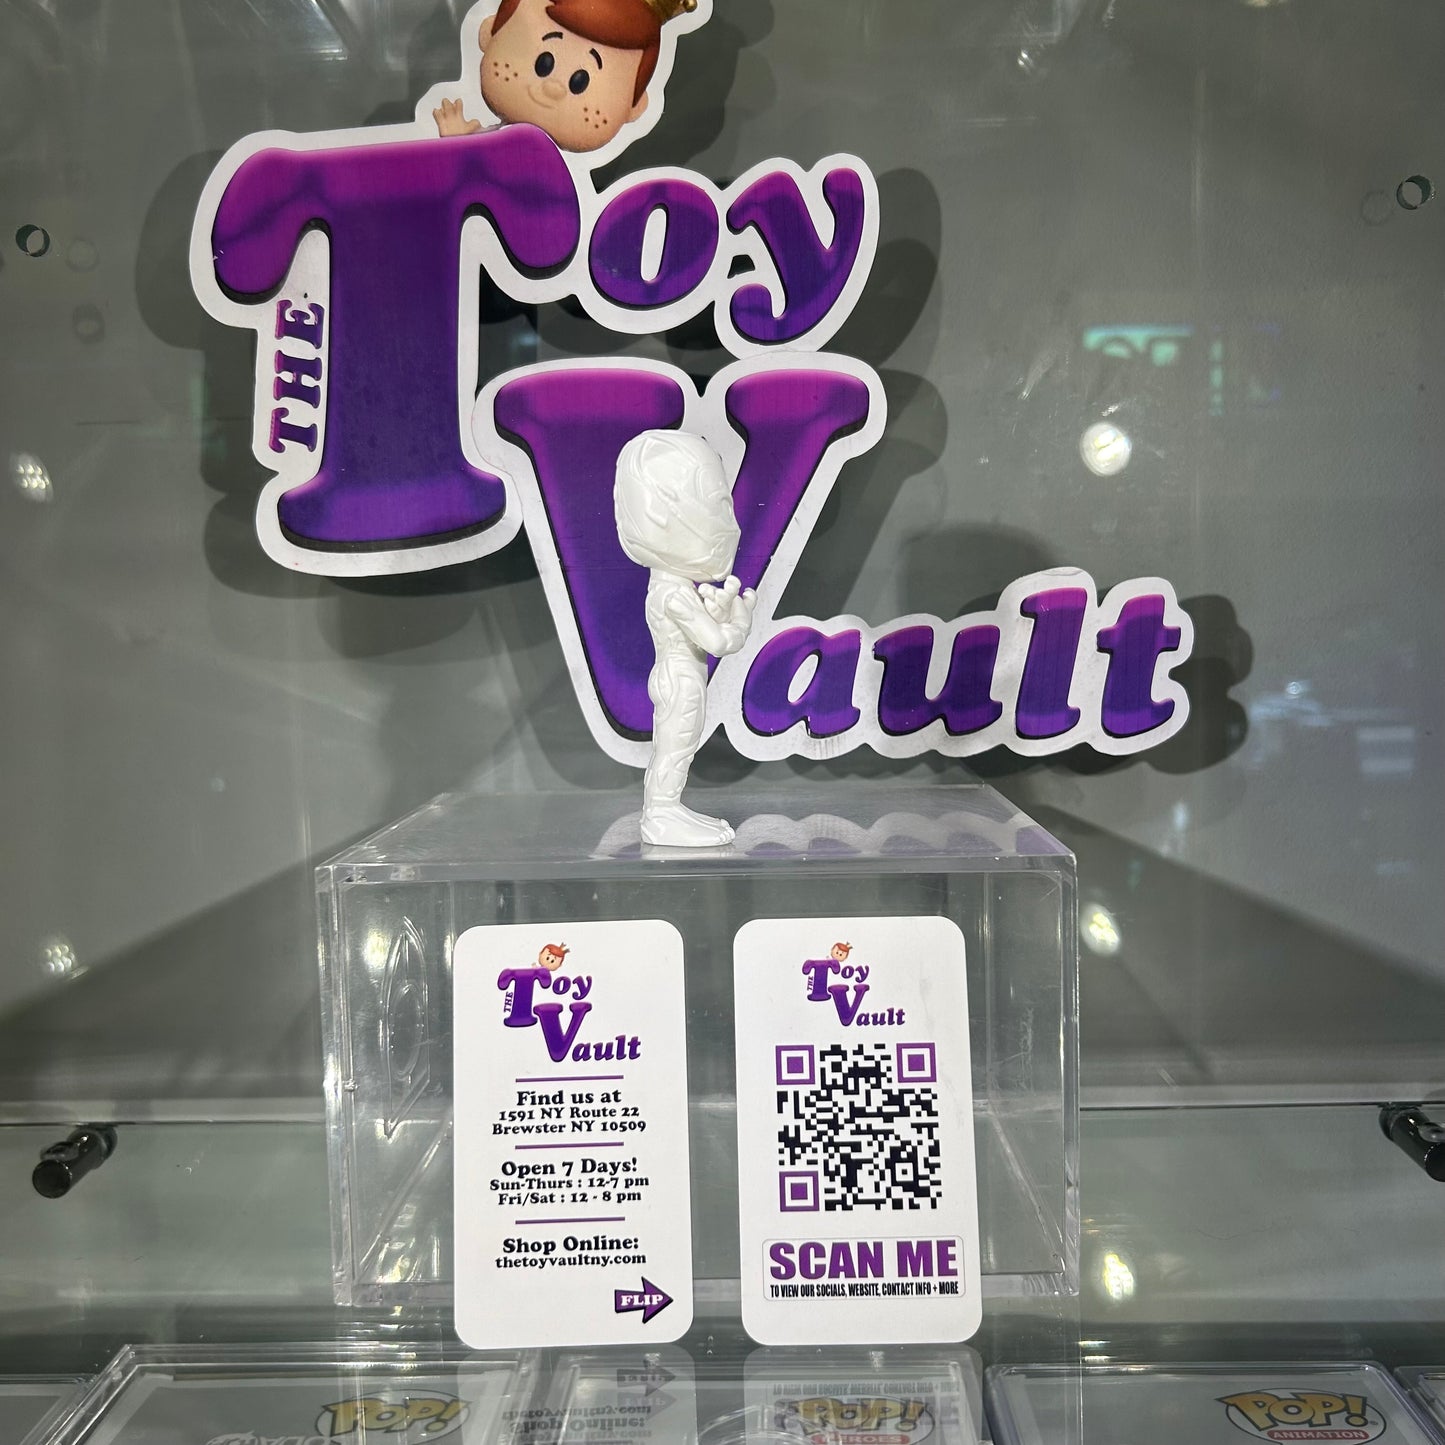 THE
Toy
Vault
THE
Toy
Vault
Find us at
1591 NY Route 22
Brewster NY 10509
Open 7 Days!
Sun-Thurs : 12-7 pm
Fri/Sat : 12 - 8 pm
Shop Online:
thetoyvaultny.com
FLIP
THE
Toy
Vault
SCAN ME
TO VIEW OUR SOCIALS, WEBSITE, CONTACT INFO + MORE
POP!
POP!
HEROES
POP!
ANIMATION